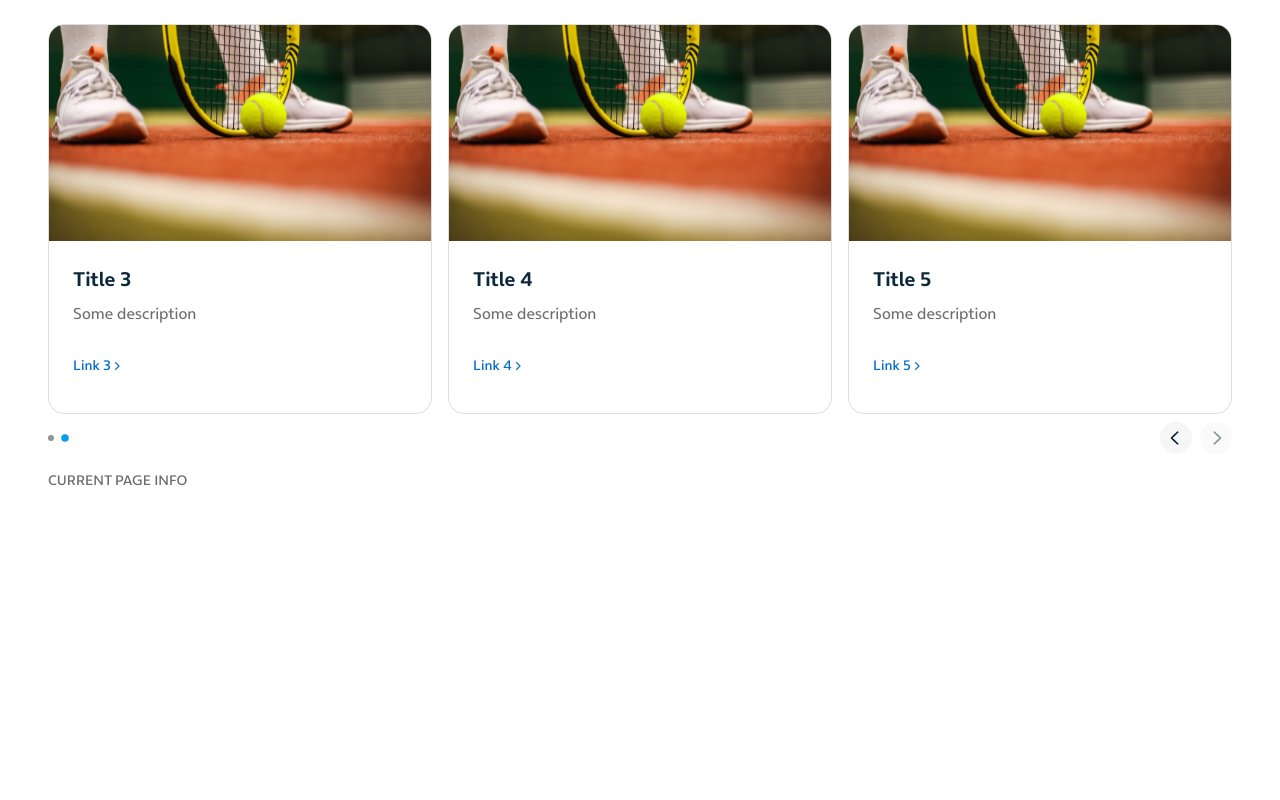 Title 3
Some description
Link 3
Title 4
Some description
Link 4
Title 5
Some description
Link 5
CURRENT PAGE INFO